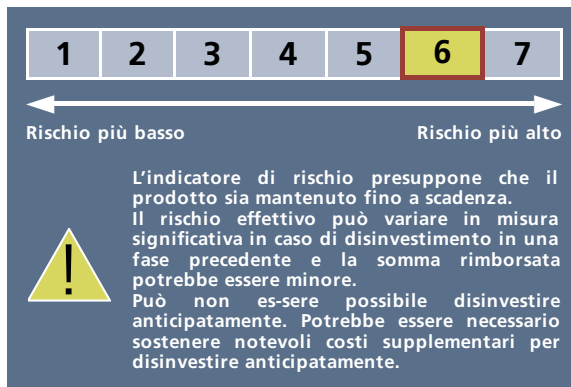 1 2 3 4 5 6 7
Rischio più basso Rischio più alto
L'indicatore di rischio presuppone che il
prodotto sia mantenuto fino a scadenza.
Il rischio effettivo può variare in misura
significativa in caso di disinvestimento in una
fase precedente e la somma rimborsata
potrebbe essere minore.
!
Può non es-sere possibile disinvestire
anticipatamente. Potrebbe essere necessario
sostenere notevoli costi supplementari per
disinvestire anticipatamente.